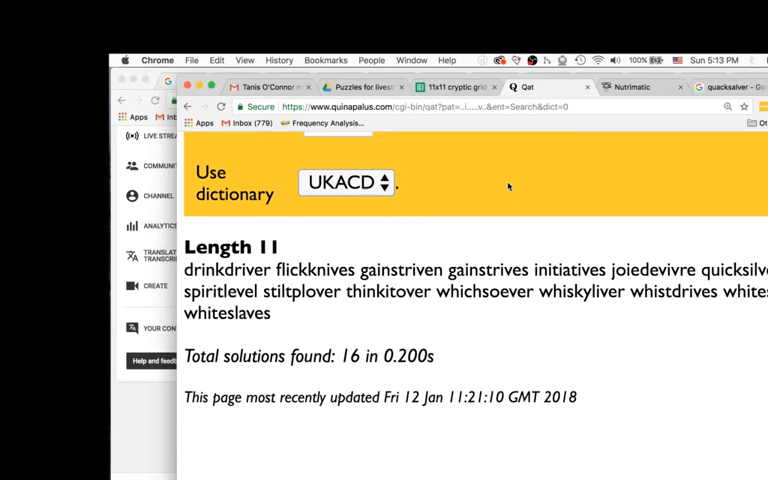 Chrome File Edit View History Bookmarks People Window Help 100% Sun 5:13 PM
Tanis O'Connor m Puzzles for livest 11x11 cryptic grid Qat Nutrimatic quacksalver - Go
Secure https://www.quinapalus.com/cgi-bin/qat?pat=..i.....v..&ent=Search&dict=0
Apps Inb Apps Inbox (779) Frequency Analysis... Ot
LIVE STREA
COMMUNI
CHANNEL
ANALYTICS
TRANSLAT
TRANSCRI
CREATE
YOUR CON
Help and feedb
Use
dictionary UKACD .
Length 11
drinkdriver flickknives gainstriven gainstrives initiatives joiedevivre quicksilve
spiritlevel stiltplover thinkitover whichsoever whiskyliver whistdrives whites
whiteslaves
Total solutions found: 16 in 0.200s
This page most recently updated Fri 12 Jan 11:21:10 GMT 2018